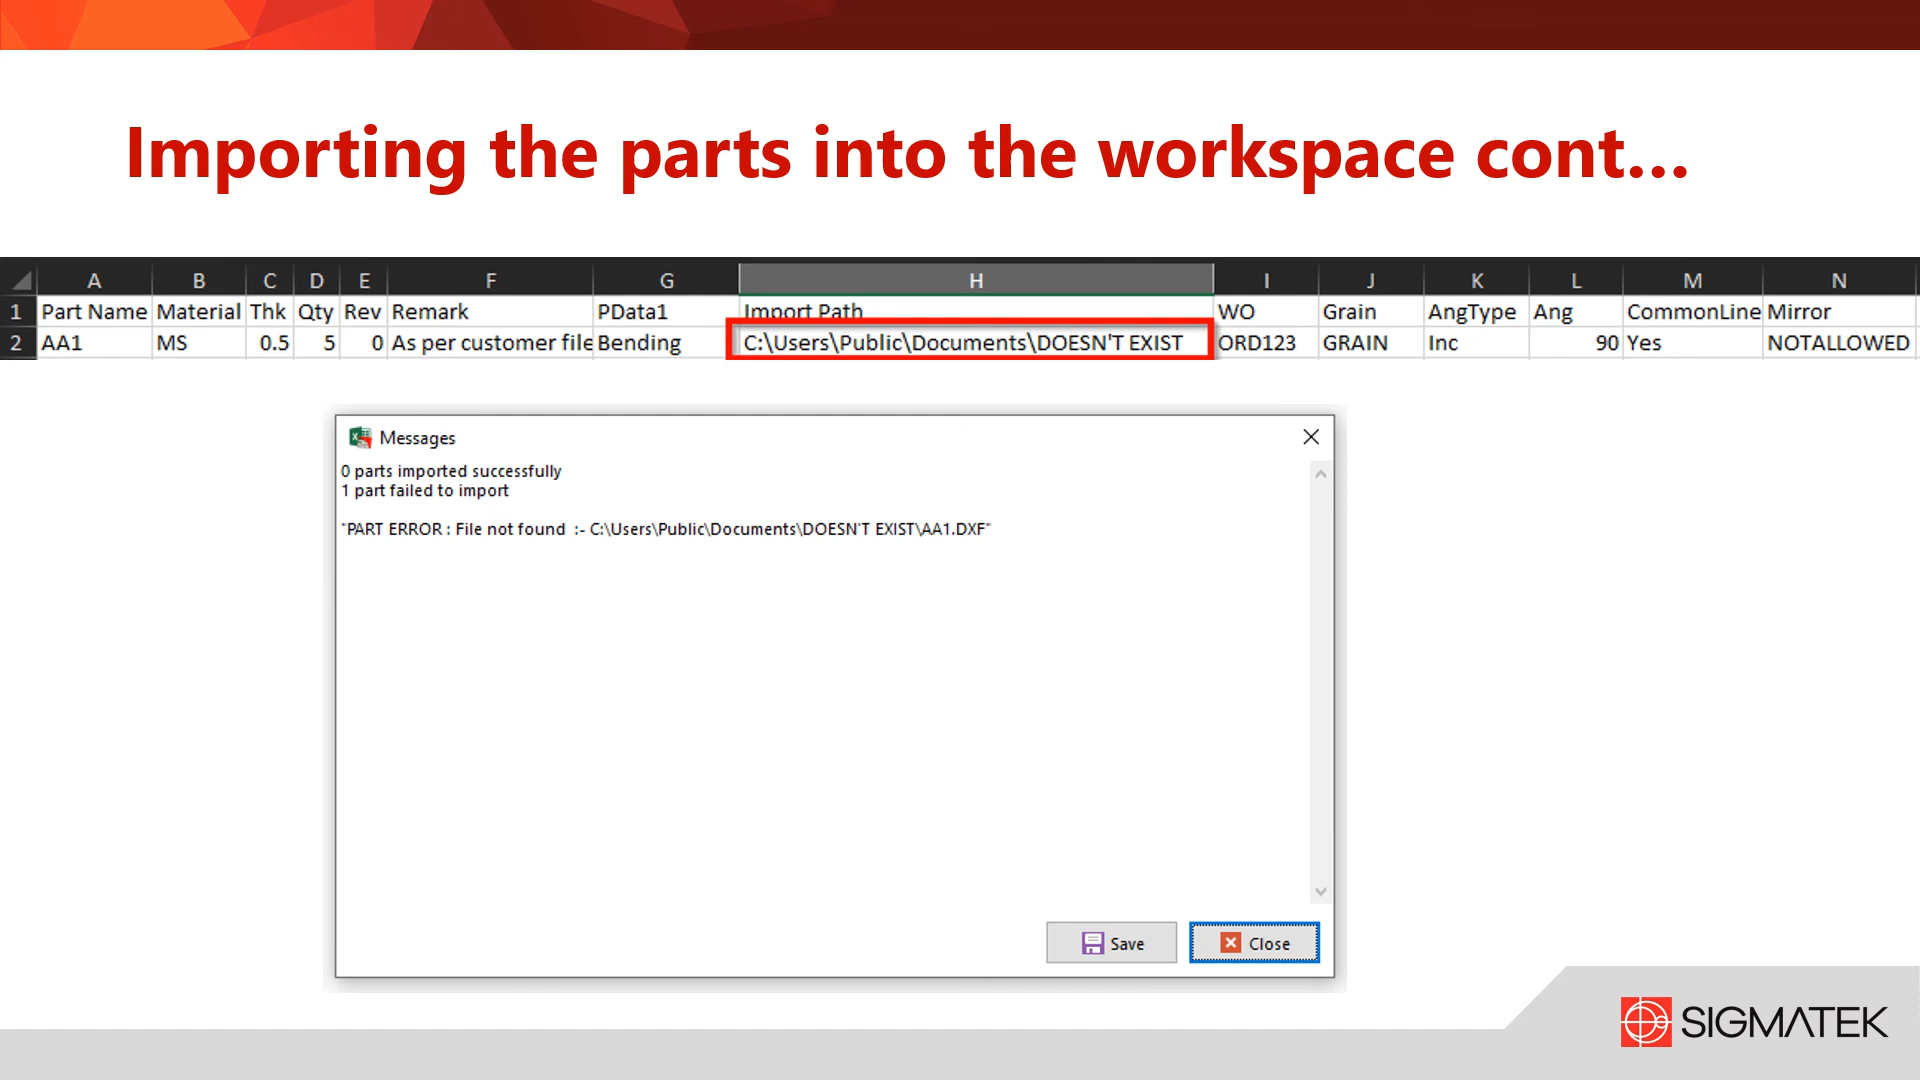 Importing the parts into the workspace cont...
A B C D E F G H I J K L M N
1 Part Name Material Thk Qty Rev Remark PData1 Import Path WO Grain AngType Ang CommonLine Mirror
2 AA1 MS 0.5 5 0 As per customer file Bending C:\Users\Public\Documents\DOESN'T EXIST ORD123 GRAIN Inc 90 Yes NOTALLOWED
Messages
0 parts imported successfully
1 part failed to import
"PART ERROR : File not found :- C:\Users\Public\Documents\DOESN'T EXIST\AA1.DXF"
Save Close
SIGMATEK